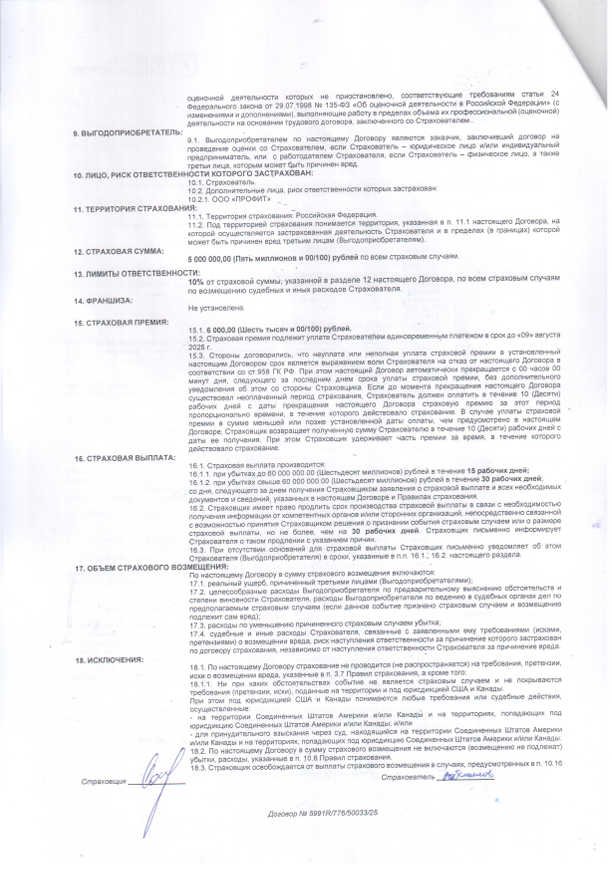 оценочной деятельности которых не приостановлено, соответствующие требованиям статьи 24
Федерального закона от 29.07.1998 № 135-ФЗ «Об оценочной деятельности в Российской Федерации» (с
изменениями и дополнениями), выполняющие работу в пределах объема их профессиональной (оценочной)
деятельности на основании трудового договора, заключенного со Страхователем..
9. ВЫГОДОПРИОБРЕТАТЕЛЬ:
9.1. Выгодоприобретателем по настоящему Договору являются заказчик, заключивший договор на
проведение оценки со Страхователем, если Страхователь – юридическое лицо и/или индивидуальный
предприниматель, или с работодателем Страхователя, если Страхователь – физическое лицо, а также
третьи лица, которым может быть причинен вред.
10. ЛИЦО, РИСК ОТВЕТСТВЕННОСТИ КОТОРОГО ЗАСТРАХОВАН:
10.1. Страхователь.
10.2. Дополнительные лица, риск ответственности которых застрахован:
10.2.1. ООО «ПРОФИТ»
11. ТЕРРИТОРИЯ СТРАХОВАНИЯ:
11.1. Территория страхования: Российская Федерация.
11.2. Под территорией страхования понимается территория, указанная в п. 11.1 настоящего Договора, на
которой осуществляется застрахованная деятельность Страхователя и в пределах (в границах) которой
может быть причинен вред третьим лицам (Выгодоприобретателям).
12. СТРАХОВАЯ СУММА:
5 000 000,00 (Пять миллионов и 00/100) рублей по всем страховым случаям.
13. ЛИМИТЫ ОТВЕТСТВЕННОСТИ:
10% от страховой суммы, указанной в разделе 12 настоящего Договора, по всем страховым случаям
по возмещению судебных и иных расходов Страхователя.
14. ФРАНШИЗА:
Не установлена.
15. СТРАХОВАЯ ПРЕМИЯ:
15.1. 6 000,00 (Шесть тысяч и 00/100) рублей.
15.2. Страховая премия подлежит уплате Страхователем единовременным платежом в срок до «09» августа
2025 г.
15.3. Стороны договорились, что неуплата или неполная уплата страховой премии в установленный
настоящим Договором срок является выражением воли Страхователя на отказ от настоящего Договора в
соответствии со ст.958 ГК РФ. При этом настоящий Договор автоматически прекращается с 00 часов 00
минут дня, следующего за последним днем срока уплаты страховой премии, без дополнительного
уведомления об этом со стороны Страховщика. Если до момента прекращения настоящего Договора
существовал неоплаченный период страхования, Страхователь должен оплатить в течение 10 (Десяти)
рабочих дней с даты прекращения настоящего Договора страховую премию за этот период
пропорционально времени, в течение которого действовало страхование. В случае уплаты страховой
премии в сумме меньшей или позже установленной даты оплаты, чем предусмотрено в настоящем
Договоре, Страховщик возвращает полученную сумму Страхователю в течение 10 (Десяти) рабочих дней с
даты ее получения. При этом Страховщик удерживает часть премии за время, в течение которого
действовало страхование.
16. СТРАХОВАЯ ВЫПЛАТА:
16.1. Страховая выплата производится:
16.1.1. при убытках до 60 000 000.00 (Шестьдесят миллионов) рублей в течение 15 рабочих дней;
16.1.2. при убытках свыше 60 000 000.00 (Шестьдесят миллионов) рублей в течение 30 рабочих дней;
со дня, следующего за днем получения Страховщиком заявления о страховой выплате и всех необходимых
документов и сведений, указанных в настоящем Договоре и Правилах страхования.
16.2. Страховщик имеет право продлить срок производства страховой выплаты в связи с необходимостью
получения информации от компетентных органов и/или сторонних организаций, непосредственно связанной
с возможностью принятия Страховщиком решения о признании события страховым случаем или о размере
страховой выплаты, но не более, чем на 30 рабочих дней. Страховщик письменно информирует
Страхователя о таком продлении с указанием причин.
16.3. При отсутствии оснований для страховой выплаты Страховщик письменно уведомляет об этом
Страхователя (Выгодоприобретателя) в сроки, указанные в п.п. 16.1., 16.2. настоящего раздела.
17. ОБЪЕМ СТРАХОВОГО ВОЗМЕЩЕНИЯ:
По настоящему Договору в сумму страхового возмещения включаются:
17.1. реальный ущерб, причиненный третьими лицами (Выгодоприобретателями);
17.2. целесообразные расходы Выгодоприобретателя по предварительному выяснению обстоятельств и
степени виновности Страхователя, расходы Выгодоприобретателя по ведению в судебных органах дел по
предполагаемым страховым случаям (если данное событие признано страховым случаем и возмещению
подлежит сам вред);
17.3. расходы по уменьшению причиненного страховым случаем убытка;
17.4. судебные и иные расходы Страхователя, связанные с заявленными ему требованиями (исками,
претензиями) о возмещении вреда, риск наступления ответственности за причинение которого застрахован
по договору страхования, независимо от наступления ответственности Страхователя за причинение вреда.
18. ИСКЛЮЧЕНИЯ:
18.1. По настоящему Договору страхование не проводится (не распространяется) на требования, претензии,
иски о возмещении вреда, указанные в п. 3.7 Правил страхования, а кроме того:
18.1.1. Ни при каких обстоятельствах событие не является страховым случаем и не покрываются
требования (претензии, иски), поданные на территории и под юрисдикцией США и Канады.
При этом под юрисдикцией США и Канады понимаются любые требования или судебные действия,
осуществленные:
- на территории Соединенных Штатов Америки и/или Канады и на территориях, попадающих под
юрисдикцию Соединенных Штатов Америки и/или Канады; и/или
- для принудительного взыскания через суд, находящийся на территории Соединенных Штатов Америки
и/или Канады и на территориях, попадающих под юрисдикцию Соединенных Штатов Америки и/или Канады.
18.2. По настоящему Договору в сумму страхового возмещения не включаются (возмещению не подлежат)
убытки, расходы, указанные в п. 10.8 Правил страхования.
18.3. Страховщик освобождается от выплаты страхового возмещения в случаях, предусмотренных в п. 10.16
Страховщик
Страхователь
Договор № 5991R/776/50033/25